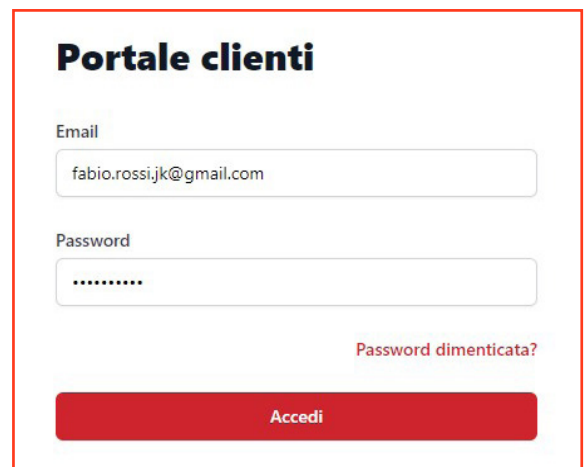 Portale clienti
Email
fabio.rossi.jk@gmail.com
Password
••••••••••
Password dimenticata?
Accedi